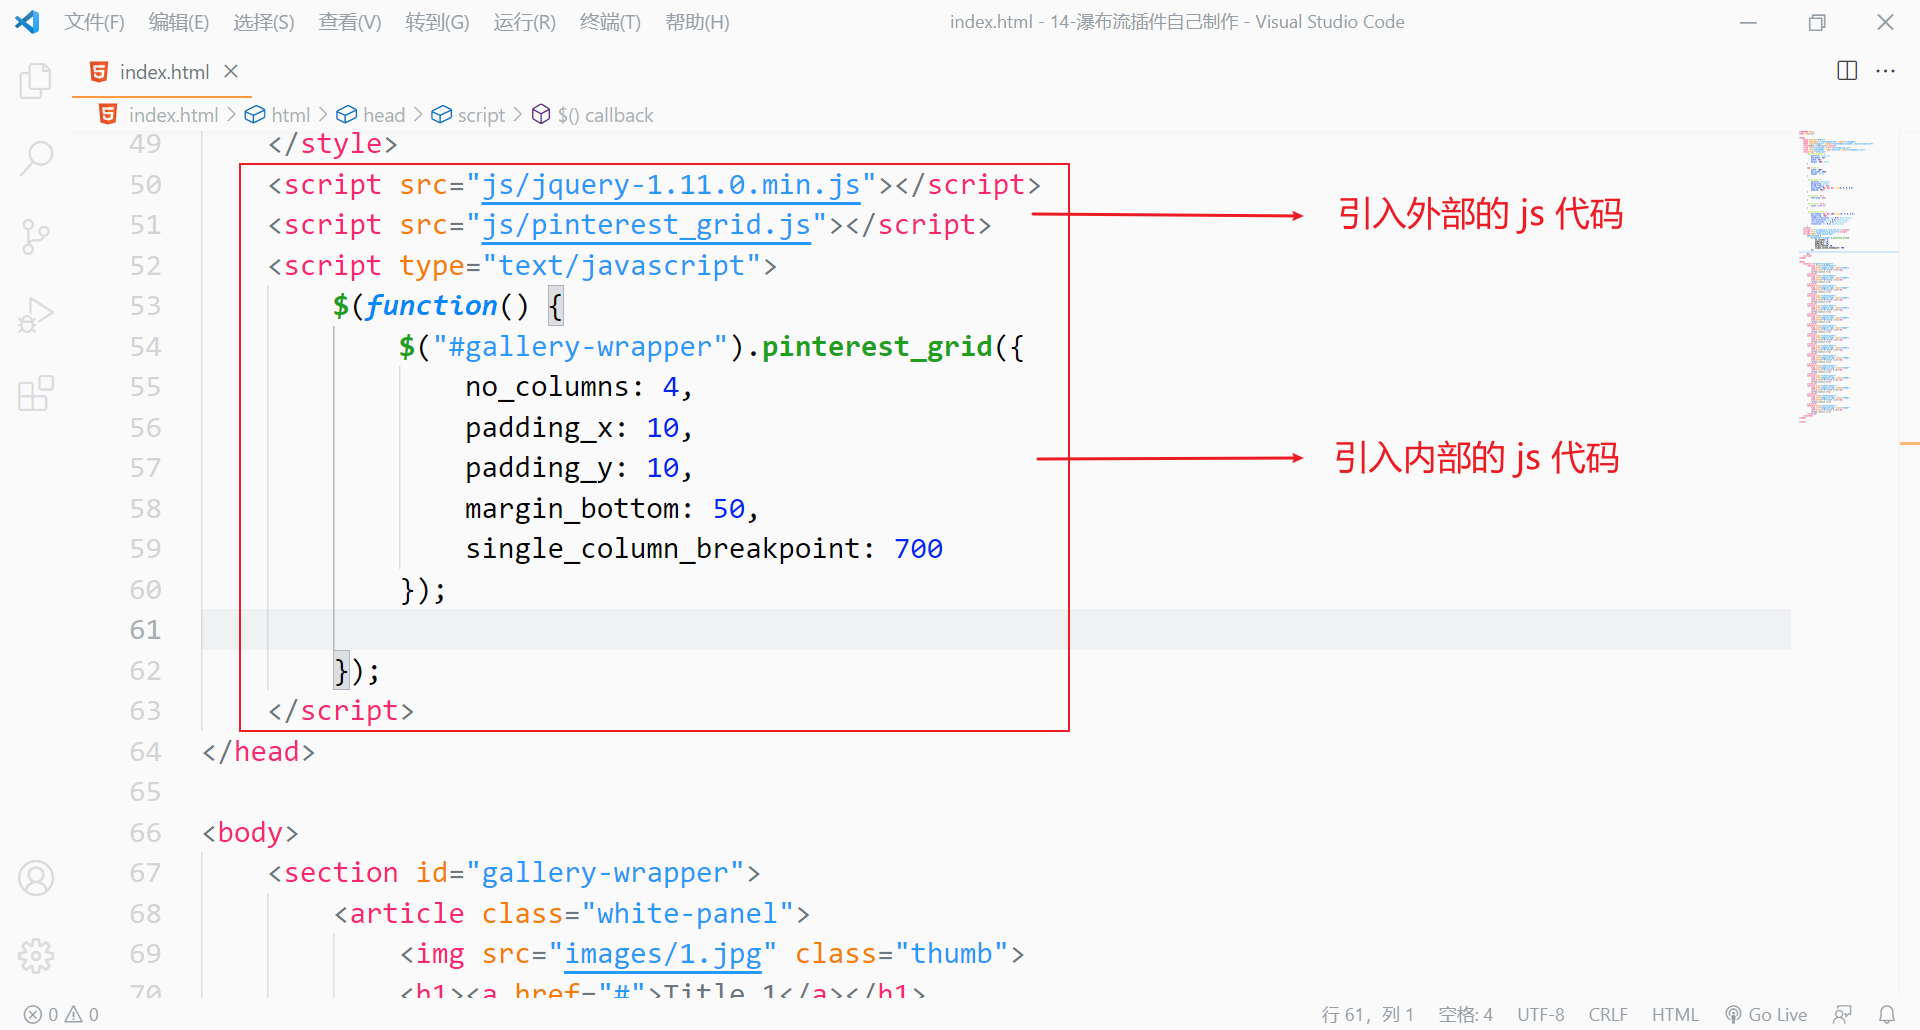 文件(F) 编辑(E) 选择(S) 查看(V) 转到(G) 运行(R) 终端(T) 帮助(H) index.html - 14-瀑布流插件自己制作 - Visual Studio Code
index.html
index.html > html > head > script > $() callback
49 </style>
50 <script src="js/jquery-1.11.0.min.js"></script>
51 <script src="js/pinterest_grid.js"></script>
引入外部的 js 代码
52 <script type="text/javascript">
53 $(function() {
54 $("#gallery-wrapper").pinterest_grid({
55 no_columns: 4,
56 padding_x: 10,
57 padding_y: 10,
引入内部的 js 代码
58 margin_bottom: 50,
59 single_column_breakpoint: 700
60 });
61
62 });
63 </script>
64 </head>
65
66 <body>
67 <section id="gallery-wrapper">
68 <article class="white-panel">
69 <img src="images/1.jpg" class="thumb">
70 <h1><a href="#">Title 1</a></h1>
0 0 行 61，列 1 空格: 4 UTF-8 CRLF HTML Go Live